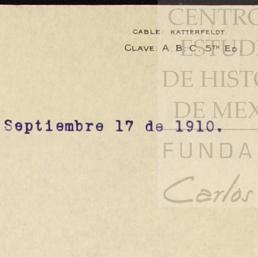 CABLE: KATTERFELDT
CLAVE: A. B. C. 5TH ED
Septiembre 17 de 1910.
CENTRO
ESTUD
DE HISTO
DE MEX
FUNDA
Carlos